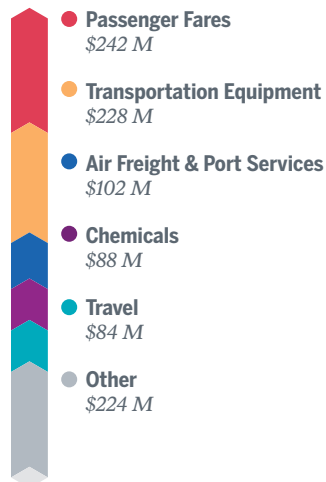 Passenger Fares
$242 M
Transportation Equipment
$228 M
Air Freight & Port Services
$102 M
Chemicals
$88 M
Travel
$84 M
Other
$224 M